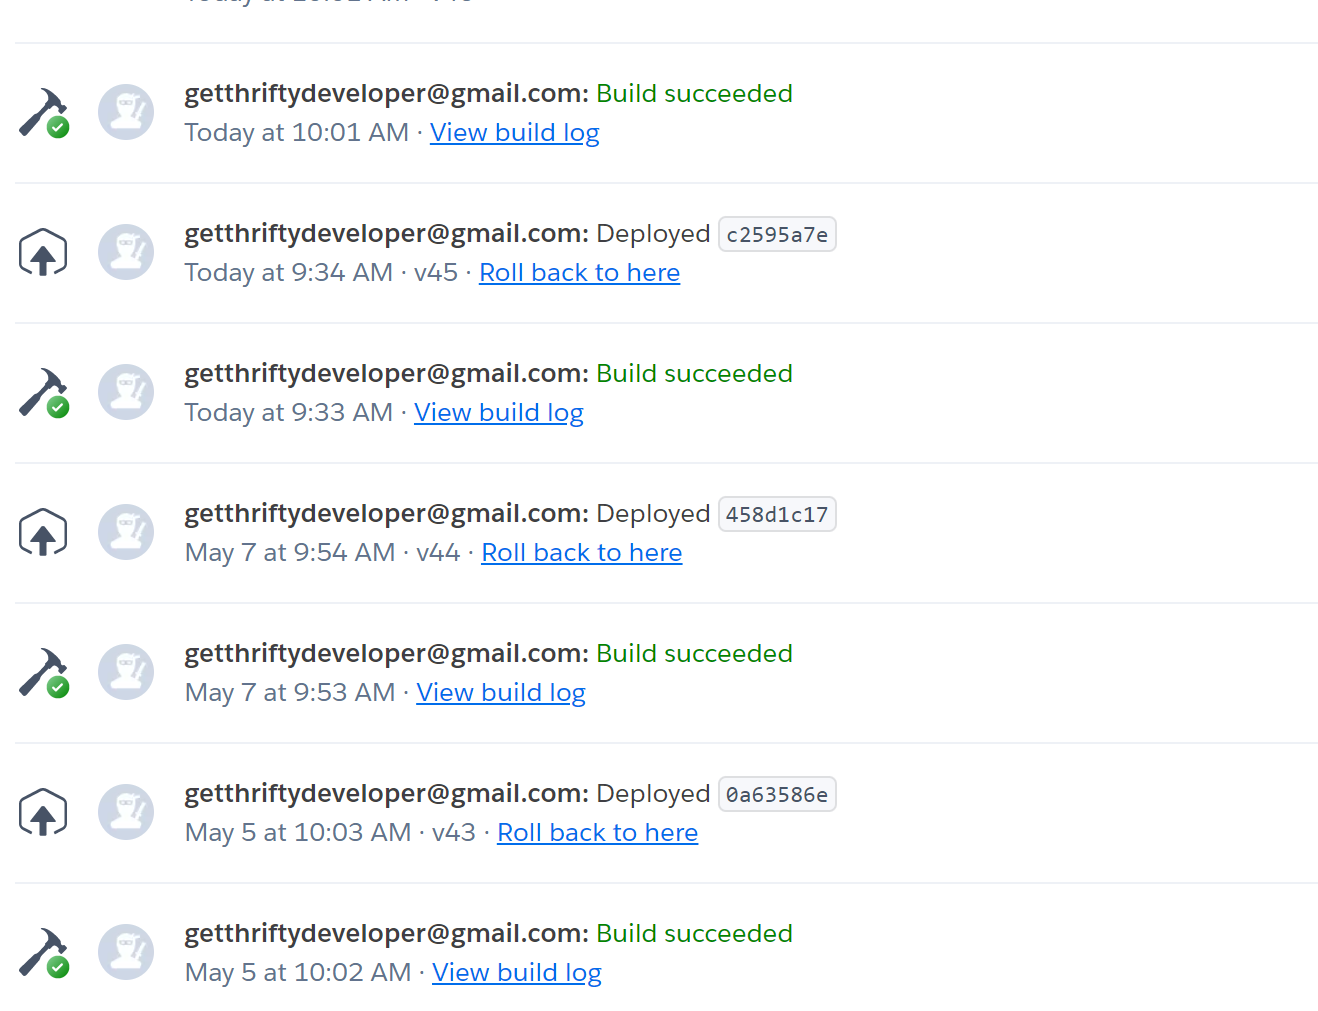 getthriftydeveloper@gmail.com: Build succeeded
Today at 10:01 AM · View build log
getthriftydeveloper@gmail.com: Deployed c2595a7e
Today at 9:34 AM · v45 · Roll back to here
getthriftydeveloper@gmail.com: Build succeeded
Today at 9:33 AM · View build log
getthriftydeveloper@gmail.com: Deployed 458d1c17
May 7 at 9:54 AM · v44 · Roll back to here
getthriftydeveloper@gmail.com: Build succeeded
May 7 at 9:53 AM · View build log
getthriftydeveloper@gmail.com: Deployed 0a63586e
May 5 at 10:03 AM · v43 · Roll back to here
getthriftydeveloper@gmail.com: Build succeeded
May 5 at 10:02 AM · View build log